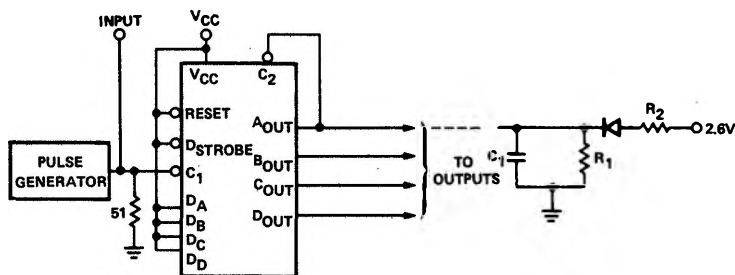 INPUT
VCC
VCC
C2
RESET
DSTROBE
C1
DA
DB
DC
DD
AOUT
BOUT
COUT
DOUT
PULSE
GENERATOR
51
TO
OUTPUTS
C1
R1
R2
2.6V